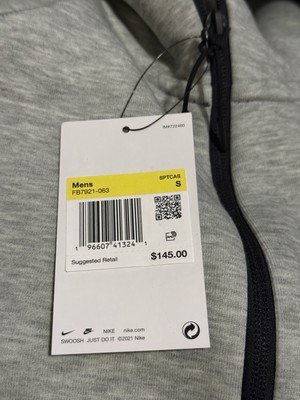 Mens
SPTCAS
FB7921-063
S
1 96607 41324 1
Suggested Retail
$145.00
NIKE nike.com
SWOOSH JUST DO IT ©2021 Nike